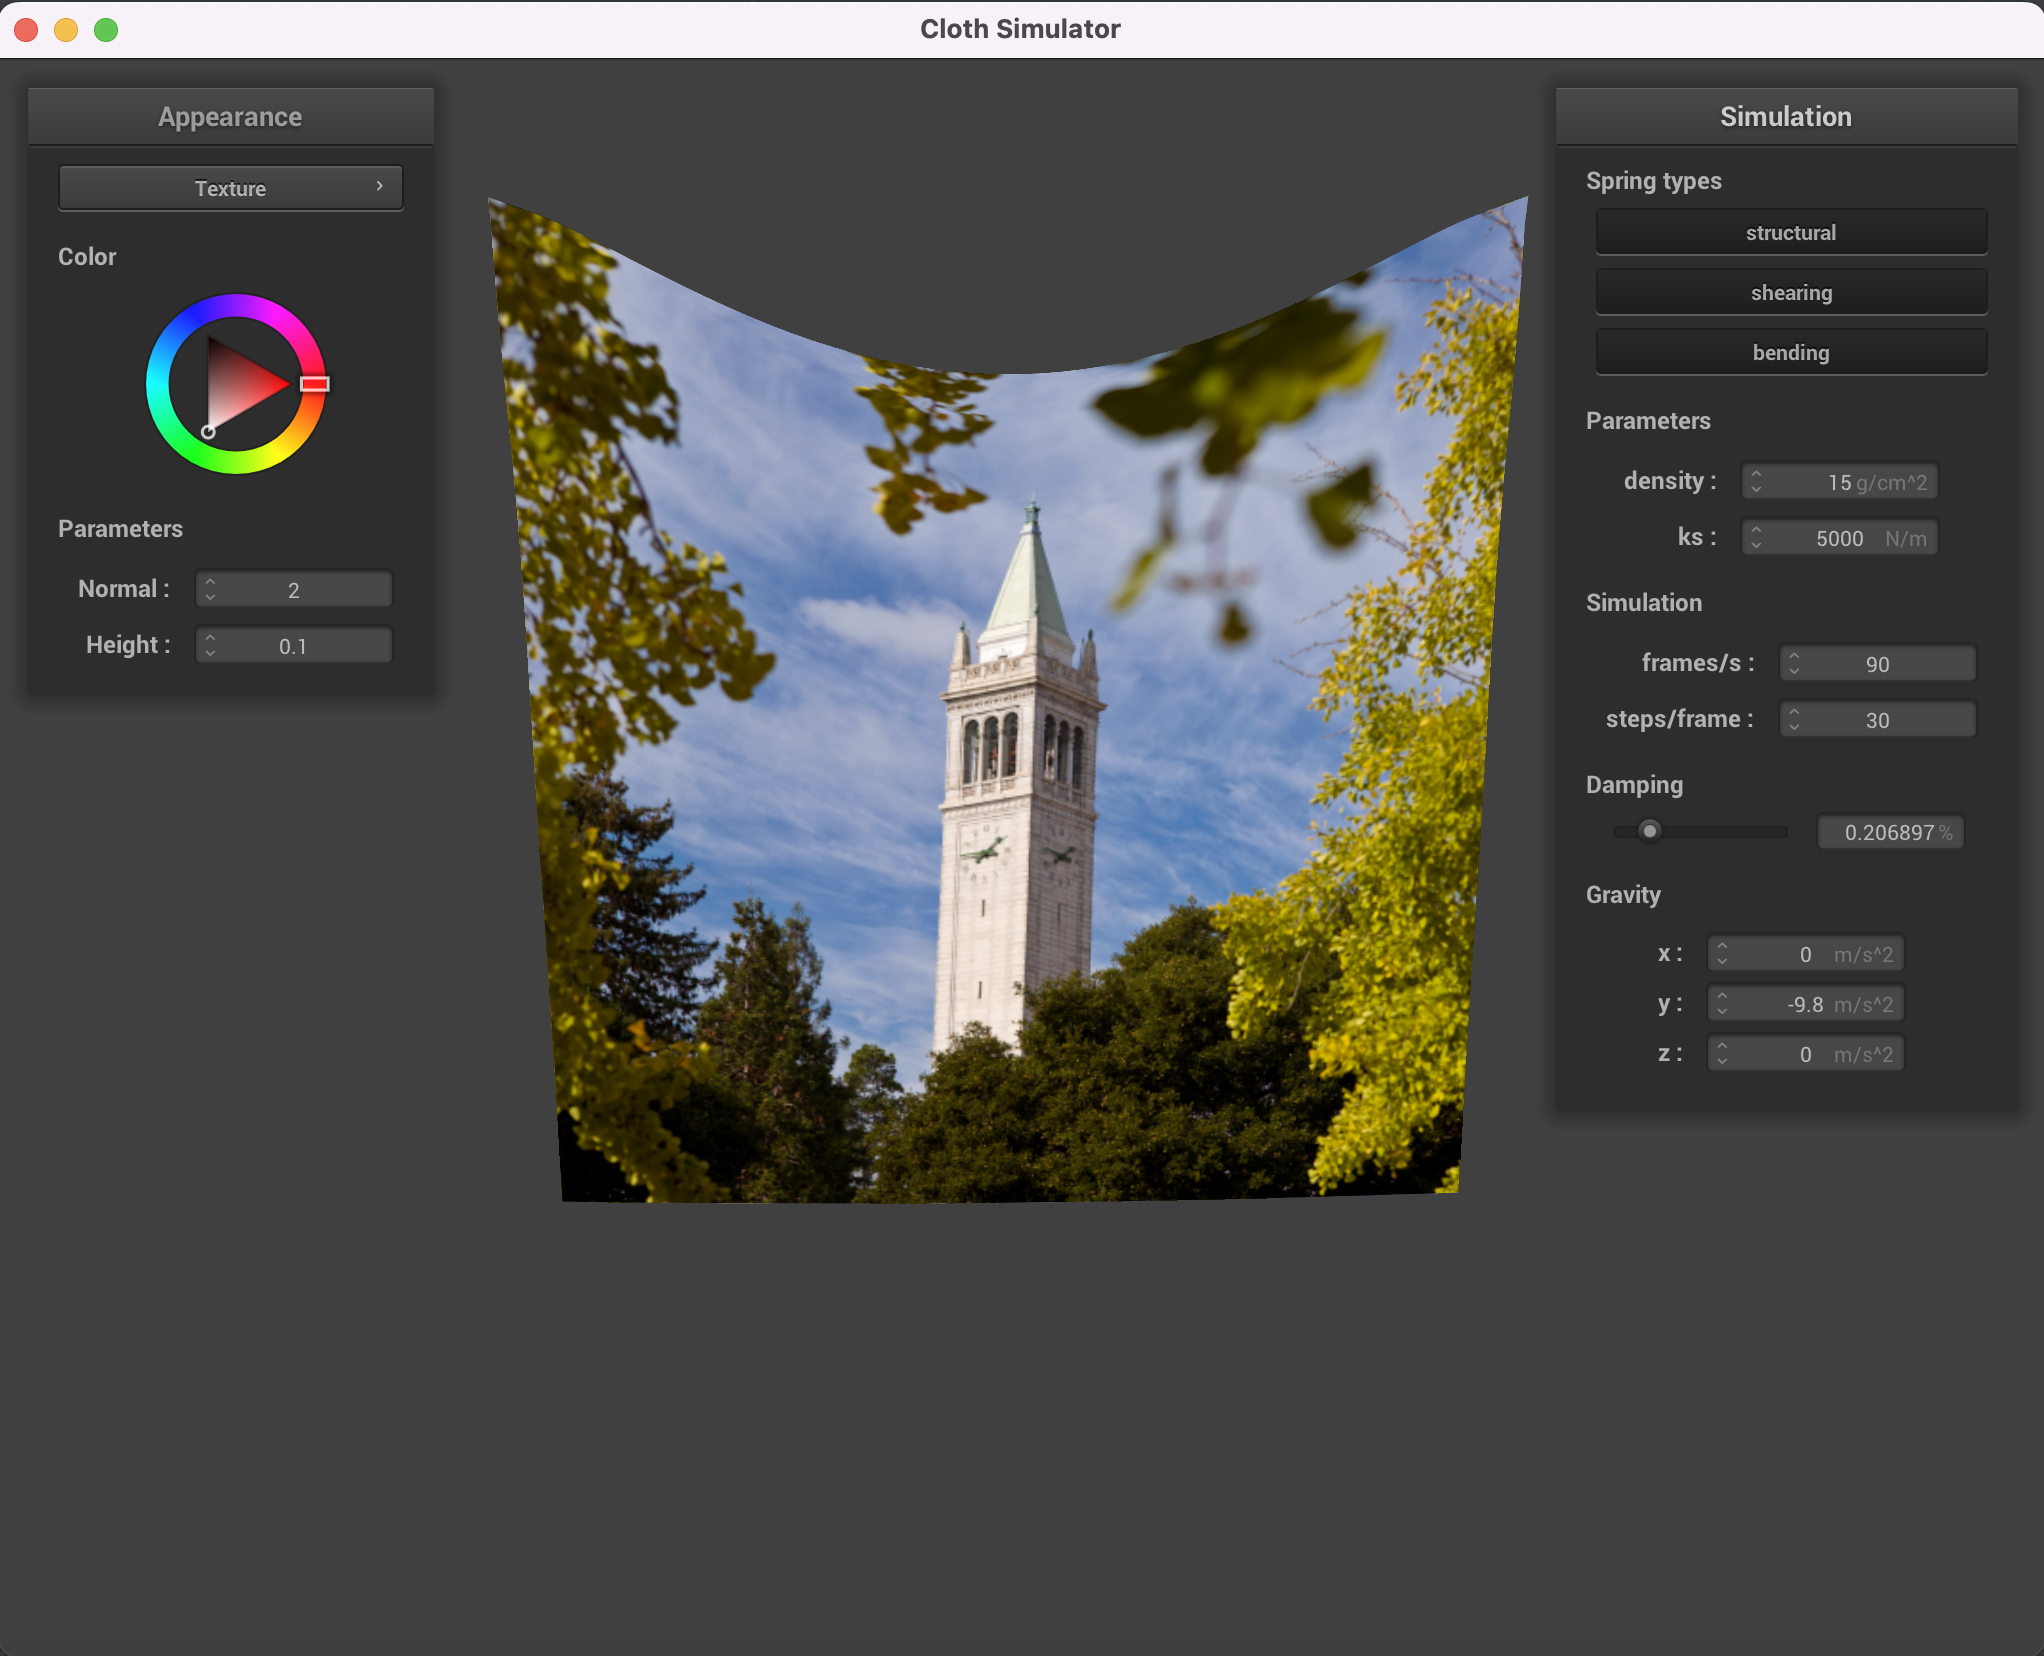 Cloth Simulator
Appearance
Texture
Color
Parameters
Normal : 2
Height : 0.1
Simulation
Spring types
structural
shearing
bending
Parameters
density : 15 g/cm^2
ks : 5000 N/m
Simulation
frames/s : 90
steps/frame : 30
Damping
0.206897 %
Gravity
x : 0 m/s^2
y : -9.8 m/s^2
z : 0 m/s^2